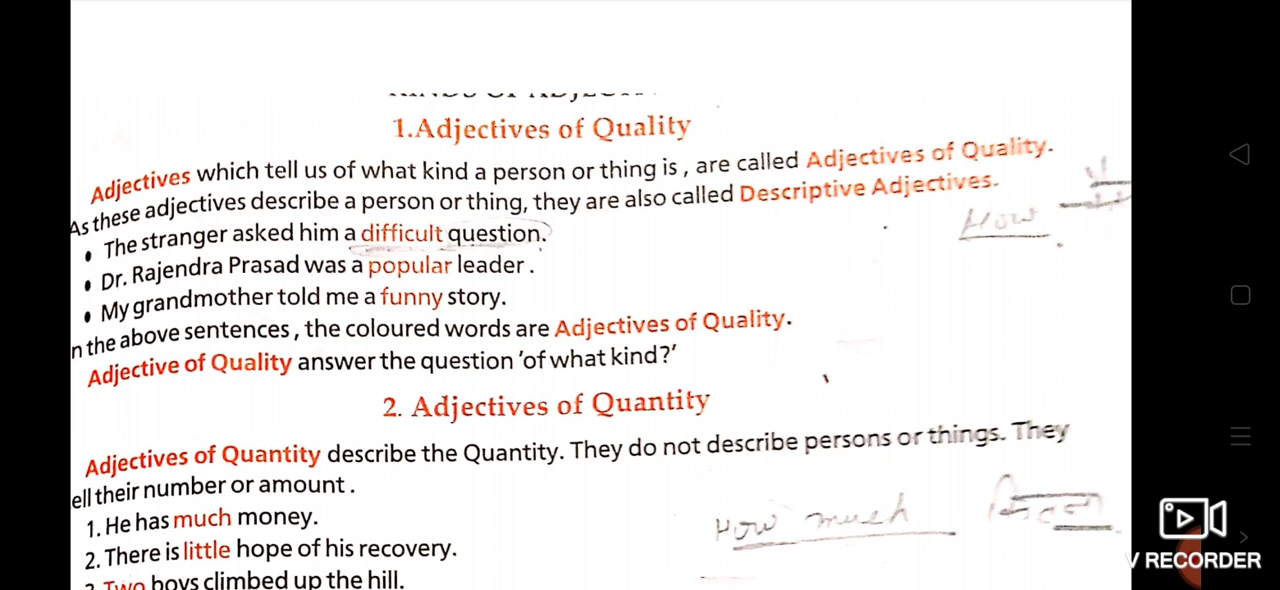 1.Adjectives of Quality
Adjectives which tell us of what kind a person or thing is , are called Adjectives of Quality.
As these adjectives describe a person or thing, they are also called Descriptive Adjectives.
How
• The stranger asked him a difficult question.
• Dr. Rajendra Prasad was a popular leader .
• My grandmother told me a funny story.
n the above sentences , the coloured words are Adjectives of Quality.
Adjective of Quality answer the question 'of what kind?'
2. Adjectives of Quantity
Adjectives of Quantity describe the Quantity. They do not describe persons or things. They
ell their number or amount .
1. He has much money.
How much
2. There is little hope of his recovery.
Two boys climbed up the hill.
V RECORDER